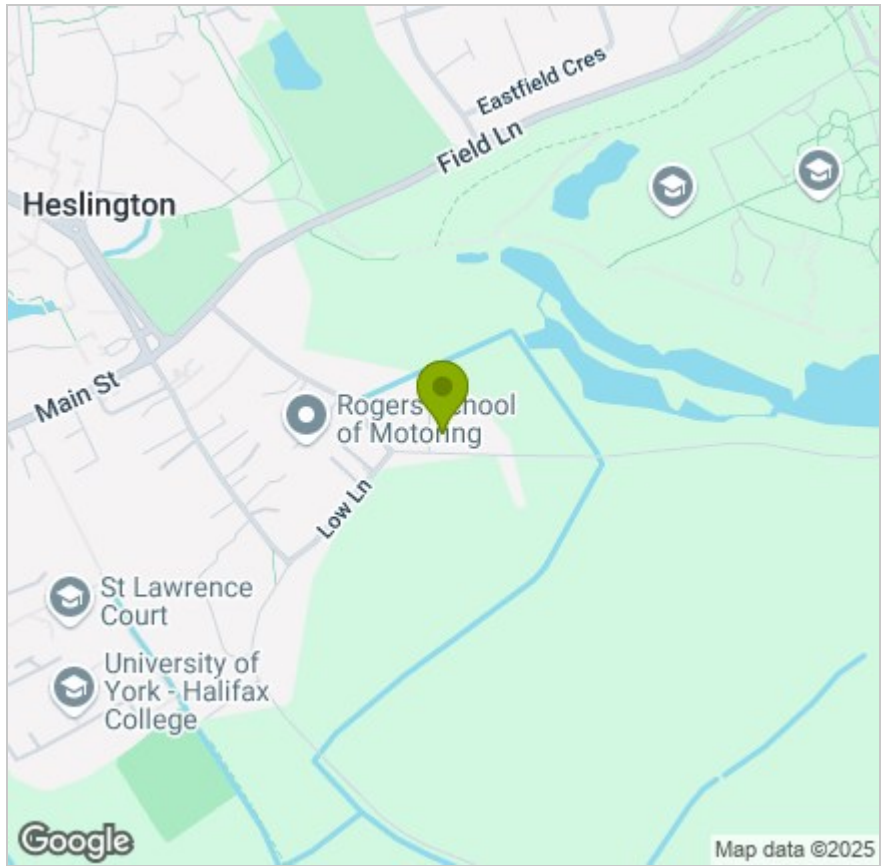 Eastfield Cres
Field Ln
Heslington
Main St
Rogers School
of Motoring
Low Ln
St Lawrence
Court
University of
York - Halifax
College
Google
Map data ©2025